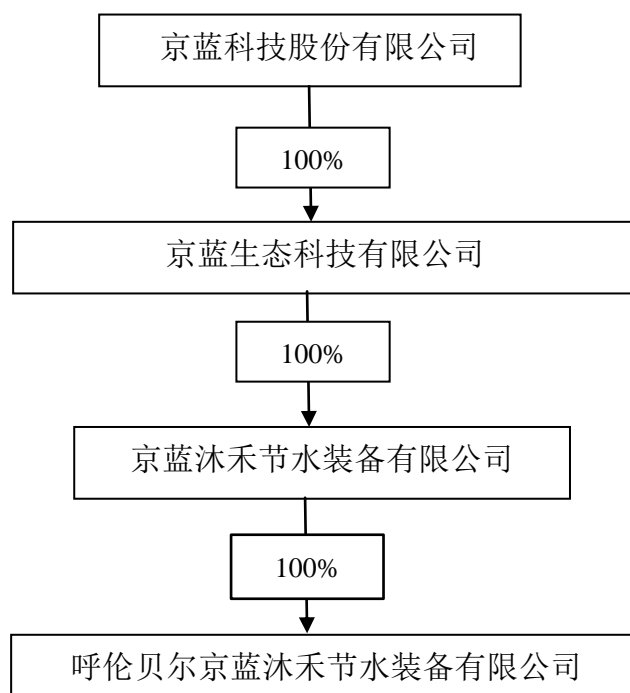 京蓝科技股份有限公司
100%
京蓝生态科技有限公司
100%
京蓝沐禾节水装备有限公司
100%
呼伦贝尔京蓝沐禾节水装备有限公司